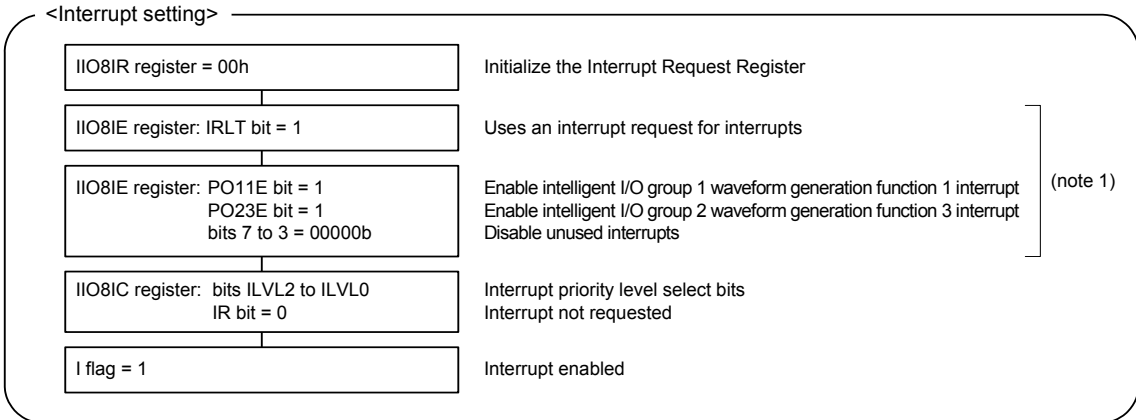 <Interrupt setting>
IIO8IR register = 00h Initialize the Interrupt Request Register
IIO8IE register: IRLT bit = 1 Uses an interrupt request for interrupts
IIO8IE register: PO11E bit = 1 Enable intelligent I/O group 1 waveform generation function 1 interrupt
PO23E bit = 1 Enable intelligent I/O group 2 waveform generation function 3 interrupt
bits 7 to 3 = 00000b Disable unused interrupts
(note 1)
IIO8IC register: bits ILVL2 to ILVL0 Interrupt priority level select bits
IR bit = 0 Interrupt not requested
I flag = 1 Interrupt enabled